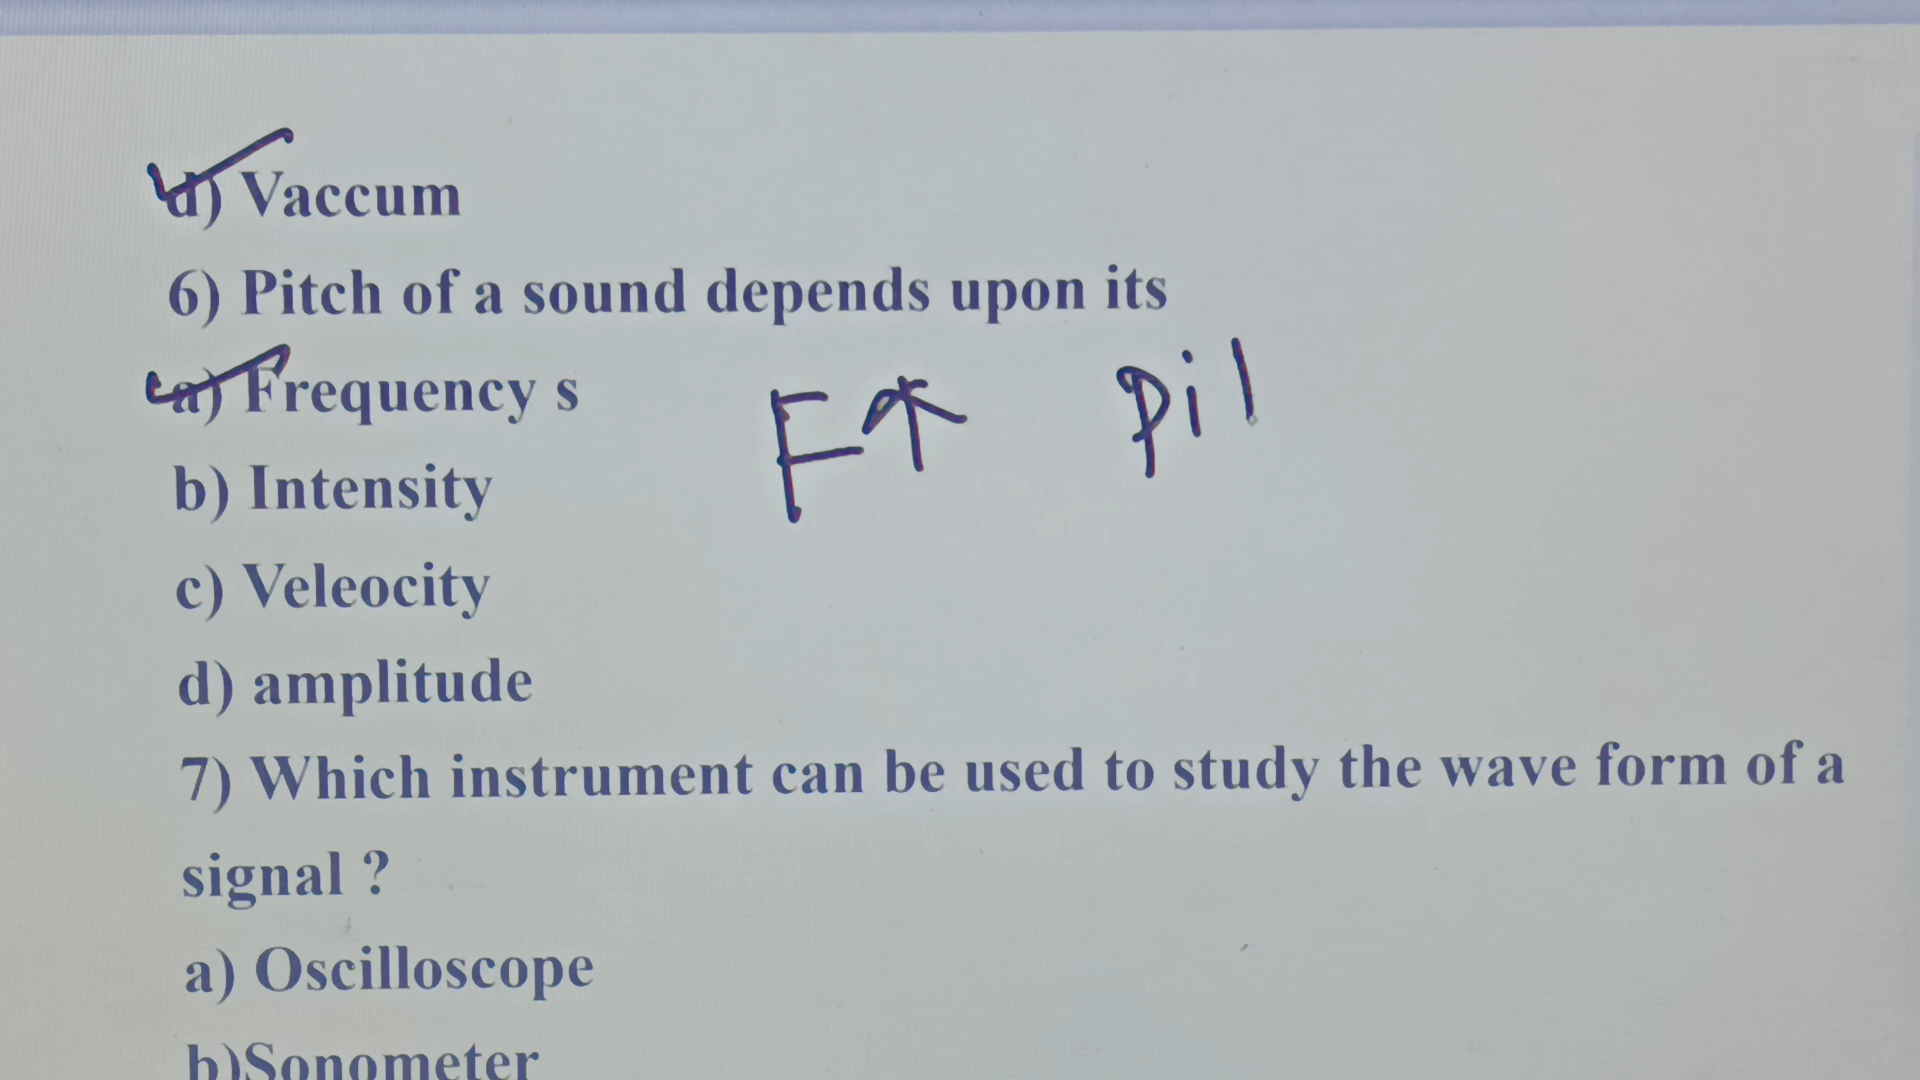 d) Vaccum
6) Pitch of a sound depends upon its
a) Frequency s
F↑ pi
b) Intensity
c) Veleocity
d) amplitude
7) Which instrument can be used to study the wave form of a
signal ?
a) Oscilloscope
b)Sonometer